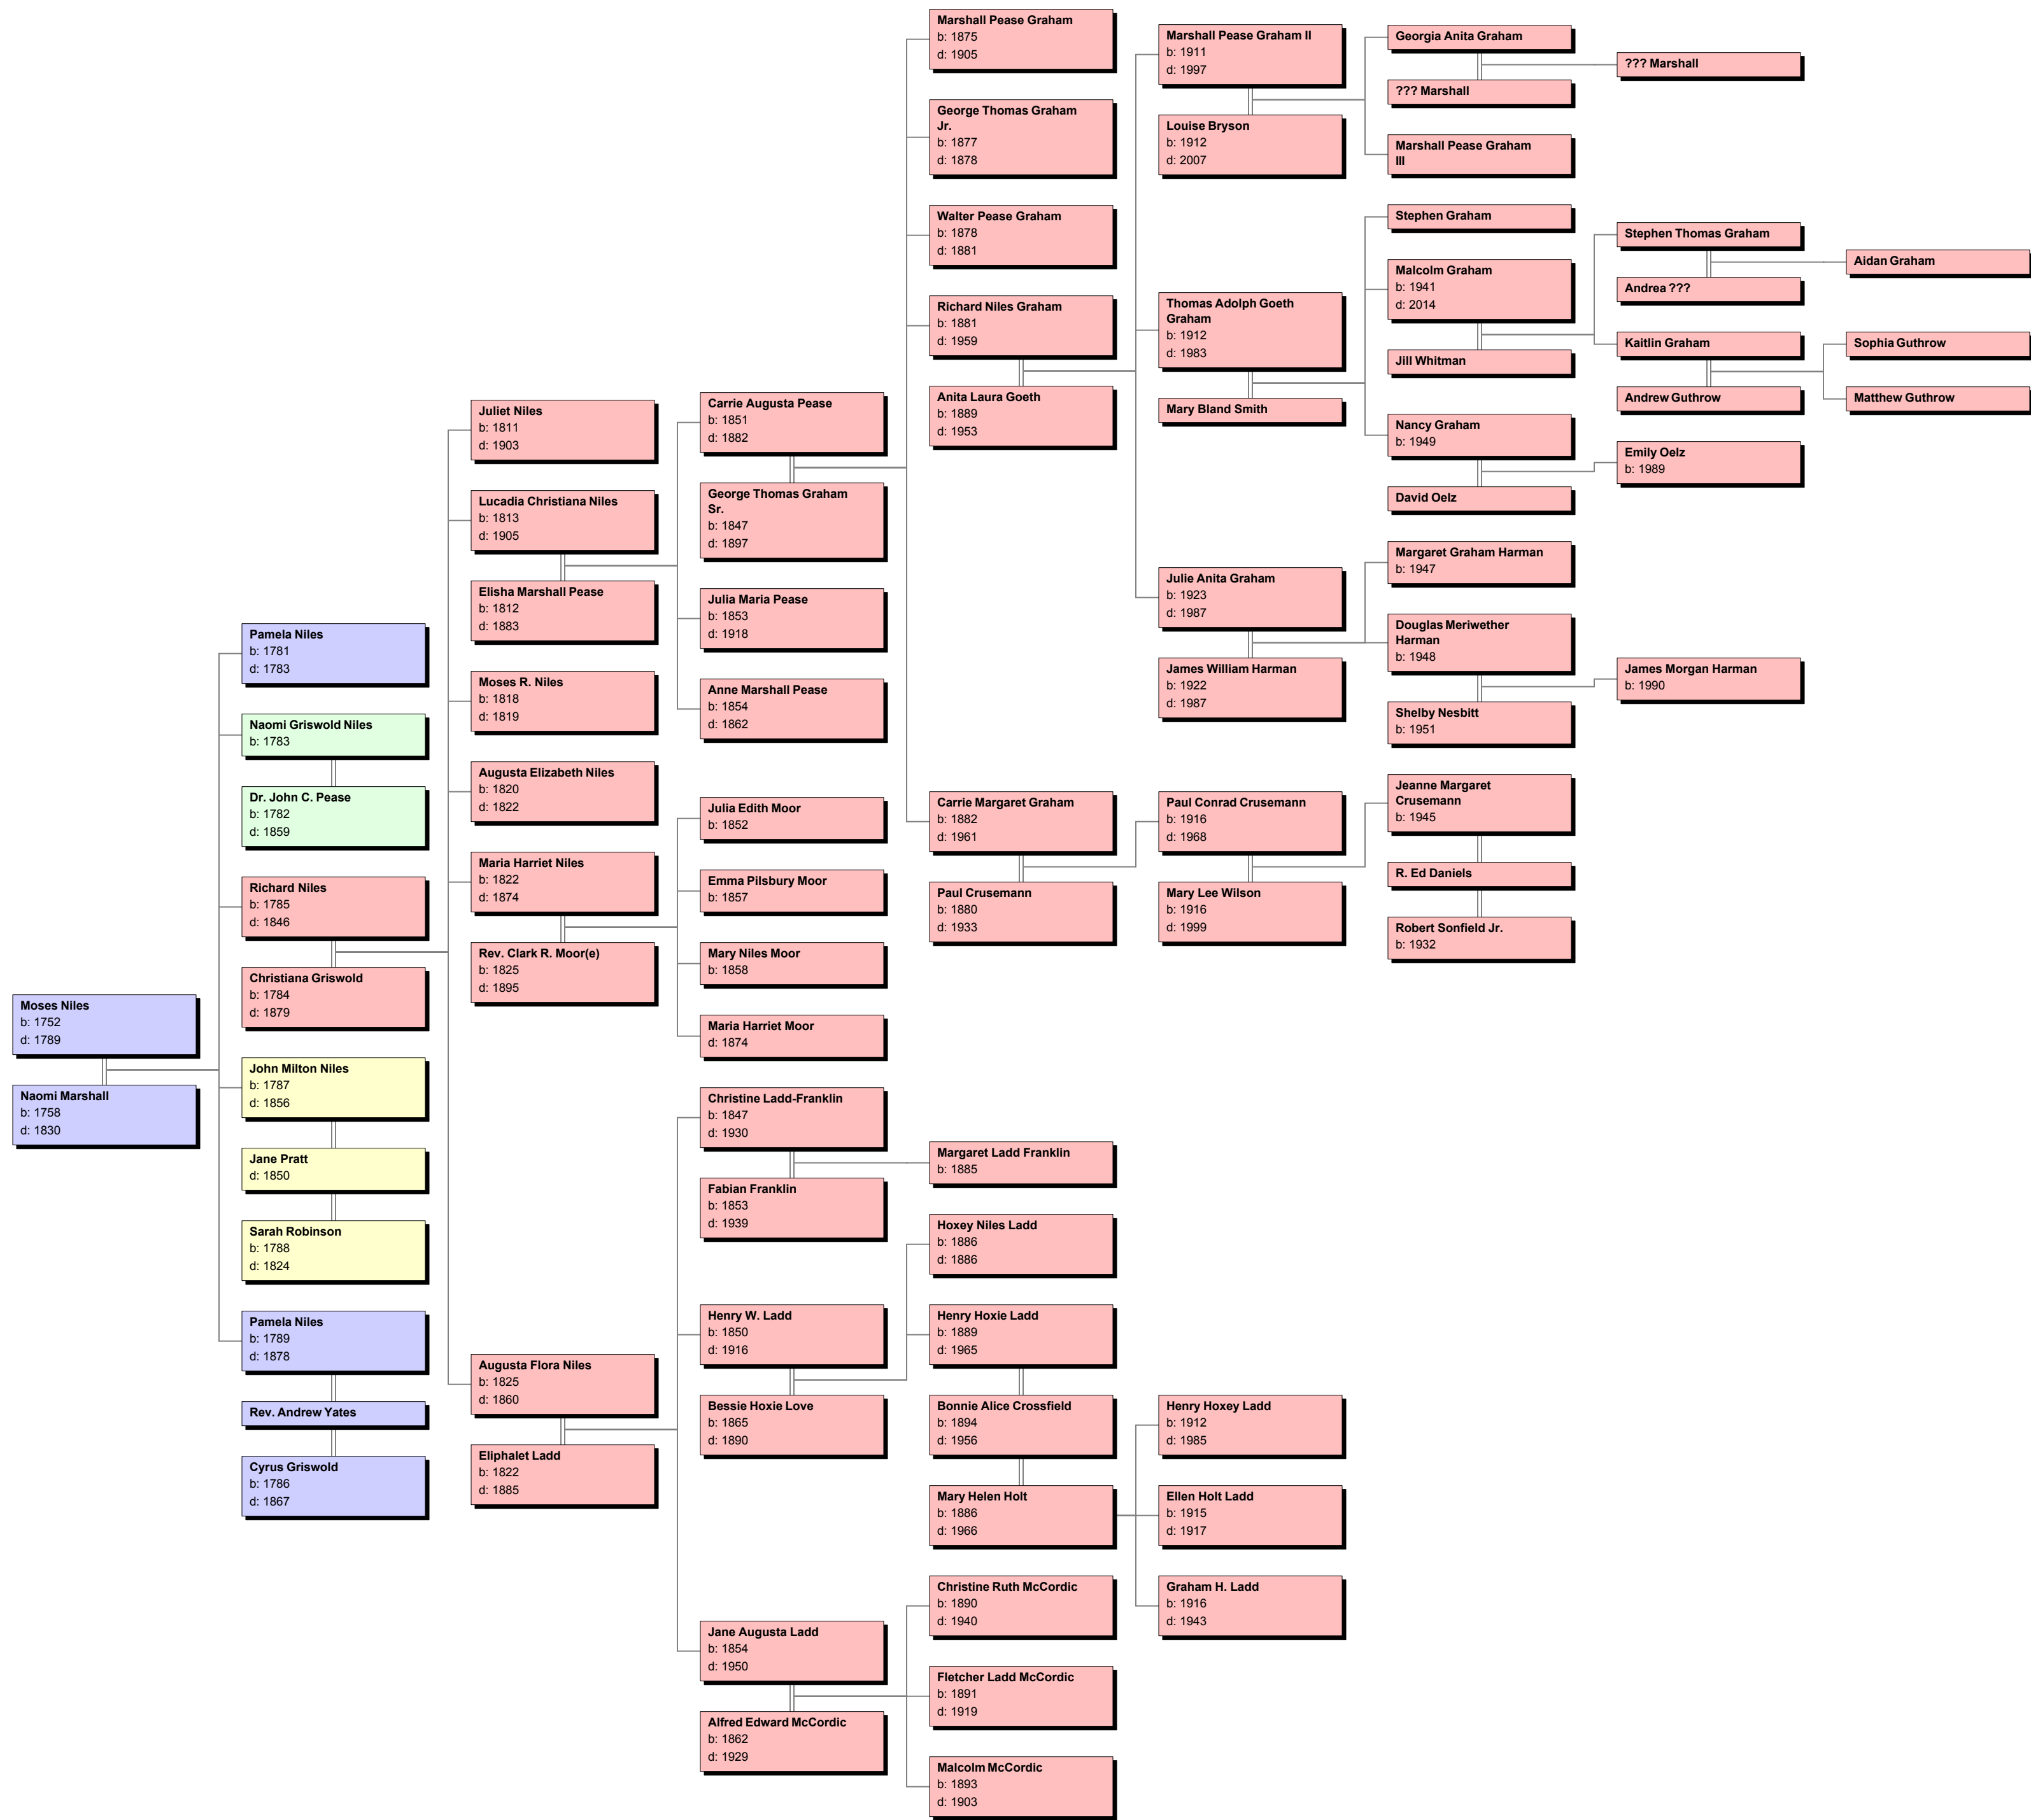 Moses Niles
b: 1752
d: 1789
Naomi Marshall
b: 1758
d: 1830
Pamela Niles
b: 1781
d: 1783
Naomi Griswold Niles
b: 1783
Dr. John C. Pease
b: 1782
d: 1859
Richard Niles
b: 1785
d: 1846
Christiana Griswold
b: 1784
d: 1879
John Milton Niles
b: 1787
d: 1856
Jane Pratt
d: 1850
Sarah Robinson
b: 1788
d: 1824
Pamela Niles
b: 1789
d: 1878
Rev. Andrew Yates
Cyrus Griswold
b: 1786
d: 1867
Juliet Niles
b: 1811
d: 1903
Lucadia Christiana Niles
b: 1813
d: 1905
Elisha Marshall Pease
b: 1812
d: 1883
Moses R. Niles
b: 1818
d: 1819
Augusta Elizabeth Niles
b: 1820
d: 1822
Maria Harriet Niles
b: 1822
d: 1874
Rev. Clark R. Moor(e)
b: 1825
d: 1895
Augusta Flora Niles
b: 1825
d: 1860
Eliphalet Ladd
b: 1822
d: 1885
Carrie Augusta Pease
b: 1851
d: 1882
George Thomas Graham
Sr.
b: 1847
d: 1897
Julia Maria Pease
b: 1853
d: 1918
Anne Marshall Pease
b: 1854
d: 1862
Julia Edith Moor
b: 1852
Emma Pilsbury Moor
b: 1857
Mary Niles Moor
b: 1858
Maria Harriet Moor
d: 1874
Christine Ladd-Franklin
b: 1847
d: 1930
Fabian Franklin
b: 1853
d: 1939
Henry W. Ladd
b: 1850
d: 1916
Bessie Hoxie Love
b: 1865
d: 1890
Jane Augusta Ladd
b: 1854
d: 1950
Alfred Edward McCordic
b: 1862
d: 1929
Marshall Pease Graham
b: 1875
d: 1905
George Thomas Graham
Jr.
b: 1877
d: 1878
Walter Pease Graham
b: 1878
d: 1881
Richard Niles Graham
b: 1881
d: 1959
Anita Laura Goeth
b: 1889
d: 1953
Carrie Margaret Graham
b: 1882
d: 1961
Paul Crusemann
b: 1880
d: 1933
Margaret Ladd Franklin
b: 1885
Hoxey Niles Ladd
b: 1886
d: 1886
Henry Hoxie Ladd
b: 1889
d: 1965
Bonnie Alice Crossfield
b: 1894
d: 1956
Mary Helen Holt
b: 1886
d: 1966
Christine Ruth McCordic
b: 1890
d: 1940
Fletcher Ladd McCordic
b: 1891
d: 1919
Malcolm McCordic
b: 1893
d: 1903
Marshall Pease Graham II
b: 1911
d: 1997
Louise Bryson
b: 1912
d: 2007
Thomas Adolph Goeth
Graham
b: 1912
d: 1983
Mary Bland Smith
Julie Anita Graham
b: 1923
d: 1987
James William Harman
b: 1922
d: 1987
Paul Conrad Crusemann
b: 1916
d: 1968
Mary Lee Wilson
b: 1916
d: 1999
Henry Hoxey Ladd
b: 1912
d: 1985
Ellen Holt Ladd
b: 1915
d: 1917
Graham H. Ladd
b: 1916
d: 1943
Georgia Anita Graham
??? Marshall
Marshall Pease Graham
III
Stephen Graham
Malcolm Graham
b: 1941
d: 2014
Jill Whitman
Nancy Graham
b: 1949
David Oelz
Margaret Graham Harman
b: 1947
Douglas Meriwether
Harman
b: 1948
Shelby Nesbitt
b: 1951
Jeanne Margaret
Crusemann
b: 1945
R. Ed Daniels
Robert Sonfield Jr.
b: 1932
??? Marshall
Stephen Thomas Graham
Andrea ???
Kaitlin Graham
Andrew Guthrow
Emily Oelz
b: 1989
James Morgan Harman
b: 1990
Aidan Graham
Sophia Guthrow
Matthew Guthrow